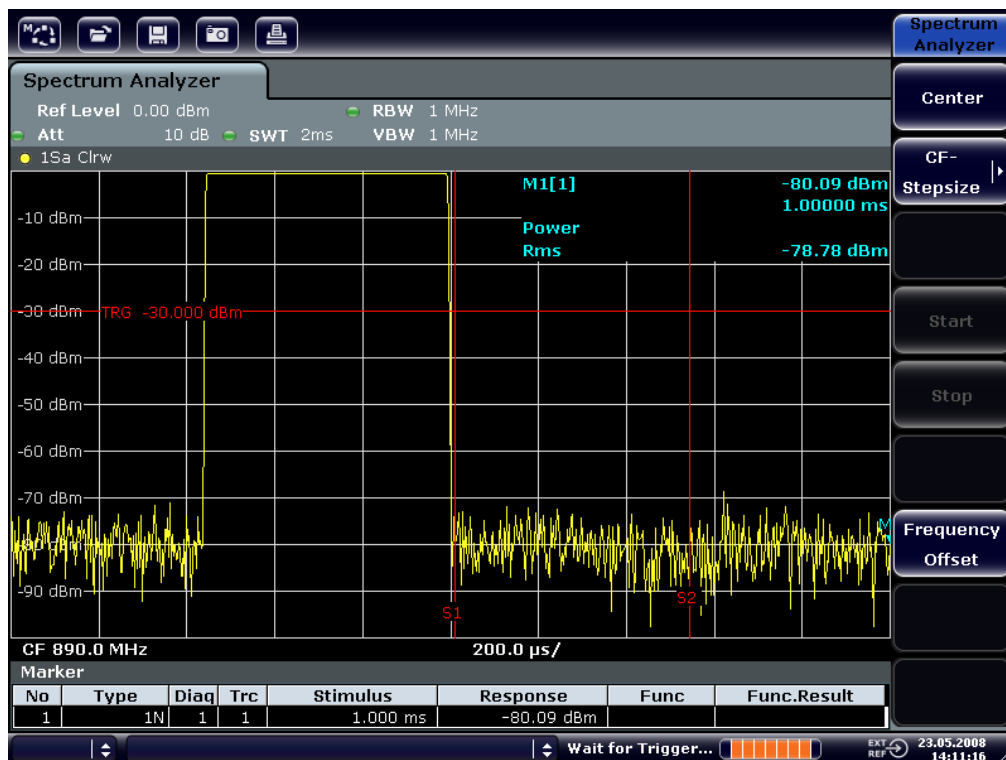 Spectrum Analyzer
Spectrum Analyzer
Ref Level 0.00 dBm RBW 1 MHz
Att 10 dB SWT 2ms VBW 1 MHz
1Sa Clrw
M1[1] -80.09 dBm
1.00000 ms
Power
Rms -78.78 dBm
-10 dBm
-20 dBm
-30 dBm TRG -30.000 dBm
-40 dBm
-50 dBm
-60 dBm
-70 dBm
-80 dBm
-90 dBm
S1
S2
M
CF 890.0 MHz 200.0 µs/
Marker
No Type Diag Trc Stimulus Response Func Func.Result
1 1N 1 1 1.000 ms -80.09 dBm
Wait for Trigger... EXT REF 23.05.2008
14:11:16
Center
CF-
Stepsize
Start
Stop
Frequency
Offset